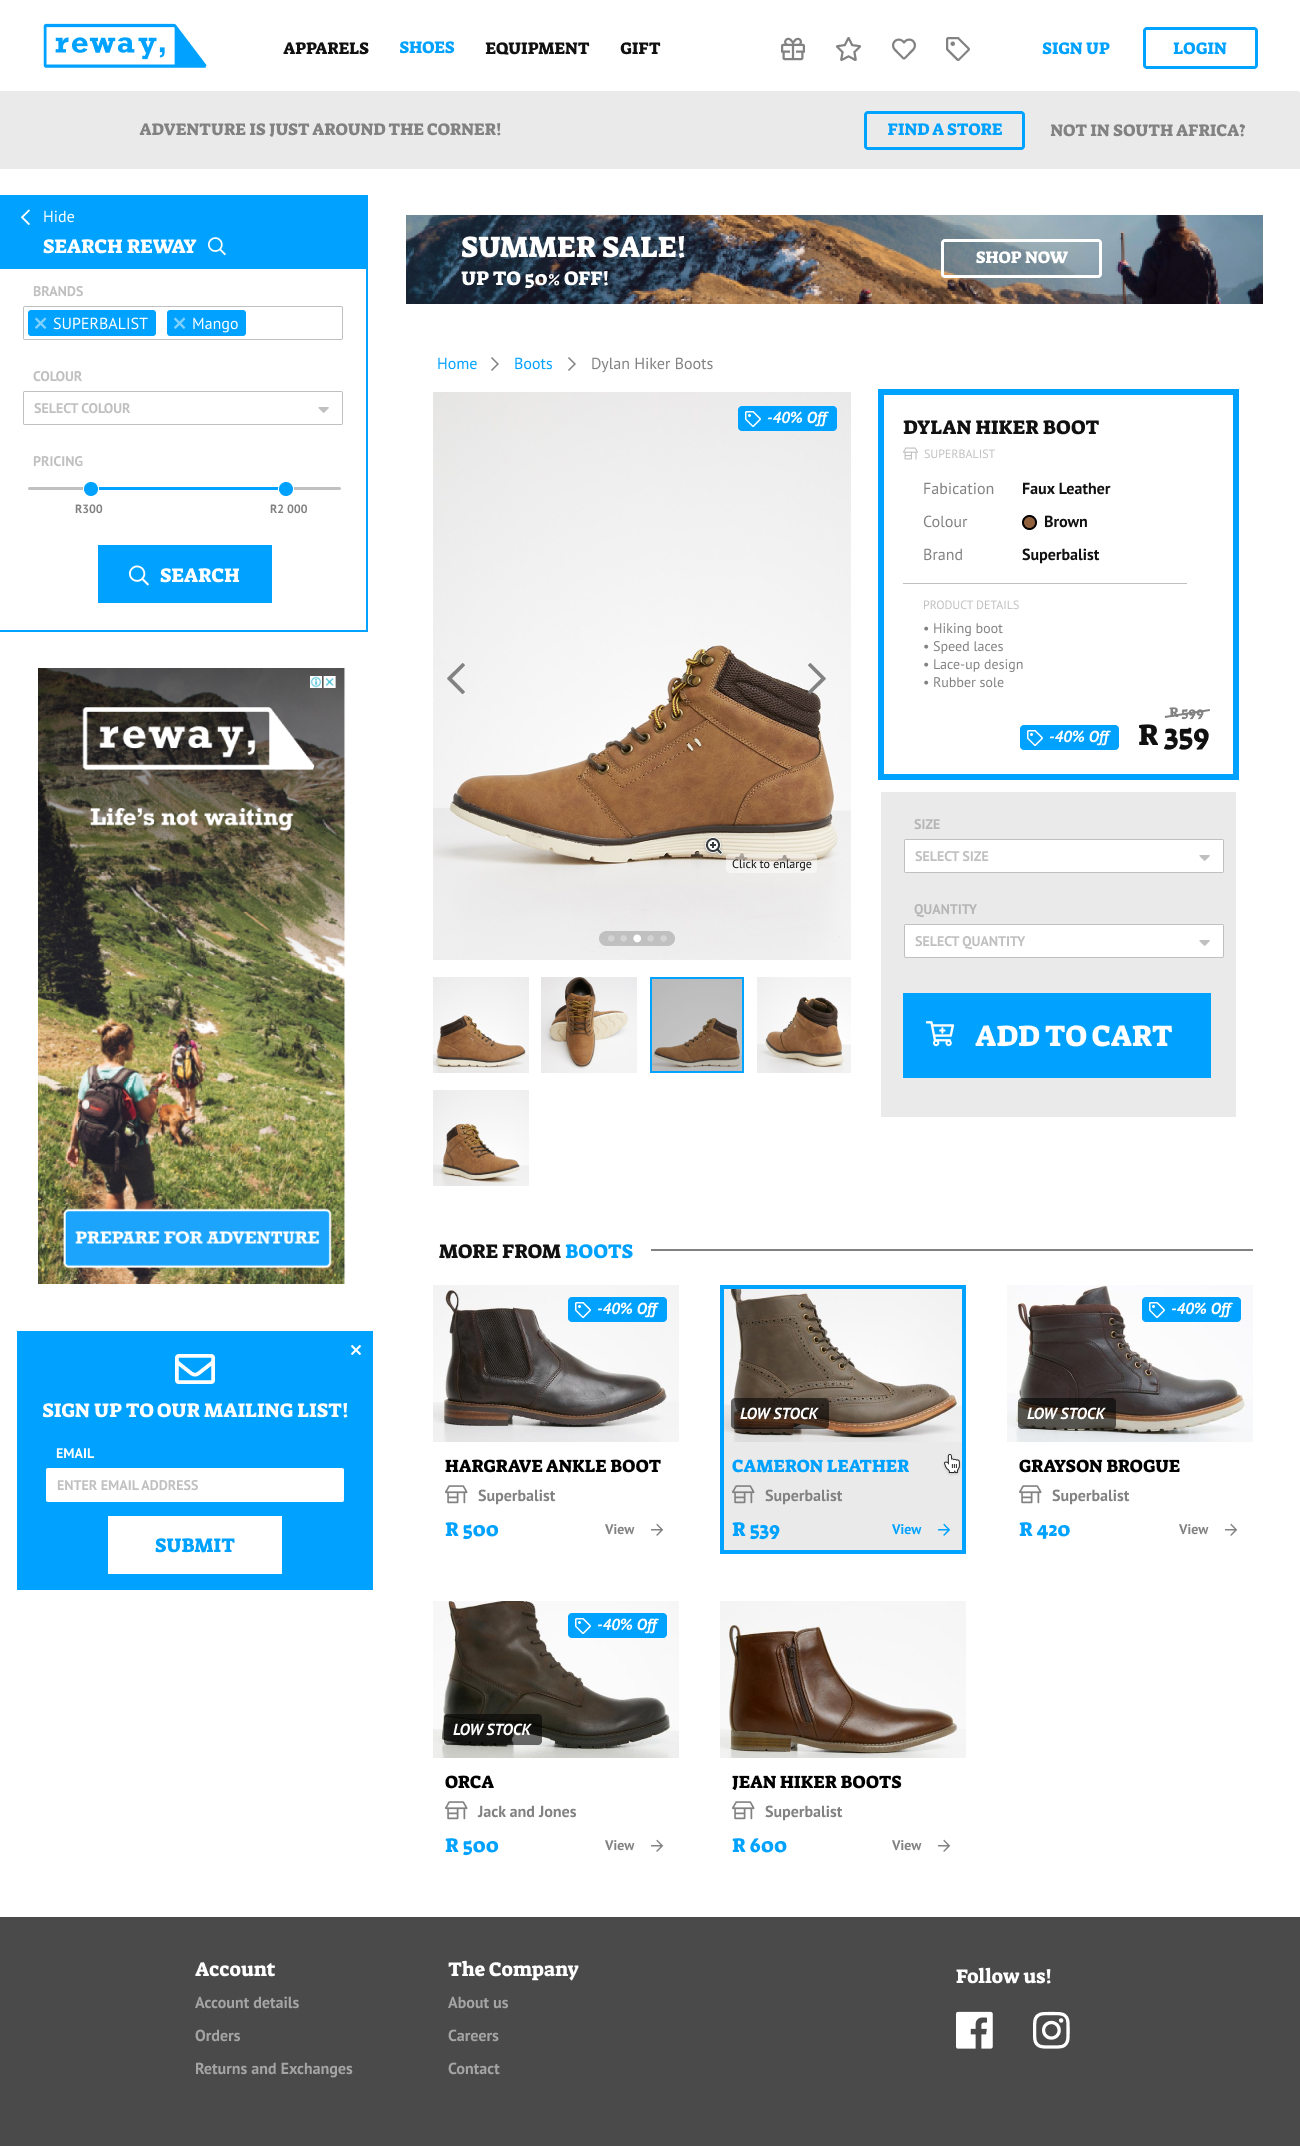 reway,
APPARELS
SHOES
EQUIPMENT
GIFT
SIGN UP
LOGIN
ADVENTURE IS JUST AROUND THE CORNER!
FIND A STORE
NOT IN SOUTH AFRICA?
Hide
SEARCH REWAY
BRANDS
SUPERBALIST
Mango
COLOUR
SELECT COLOUR
PRICING
R300
R2 000
SEARCH
reway,
Life's not waiting
PREPARE FOR ADVENTURE
SIGN UP TO OUR MAILING LIST!
EMAIL
ENTER EMAIL ADDRESS
SUBMIT
SUMMER SALE!
UP TO 50% OFF!
SHOP NOW
Home
Boots
Dylan Hiker Boots
-40% Off
Click to enlarge
DYLAN HIKER BOOT
SUPERBALIST
Fabication Faux Leather
Colour Brown
Brand Superbalist
PRODUCT DETAILS
• Hiking boot
• Speed laces
• Lace-up design
• Rubber sole
R 599
-40% Off
R 359
SIZE
SELECT SIZE
QUANTITY
SELECT QUANTITY
ADD TO CART
MORE FROM BOOTS
-40% Off
HARGRAVE ANKLE BOOT
Superbalist
R 500
View
LOW STOCK
CAMERON LEATHER
Superbalist
R 539
View
-40% Off
LOW STOCK
GRAYSON BROGUE
Superbalist
R 420
View
-40% Off
LOW STOCK
ORCA
Jack and Jones
R 500
View
JEAN HIKER BOOTS
Superbalist
R 600
View
Account
Account details
Orders
Returns and Exchanges
The Company
About us
Careers
Contact
Follow us!